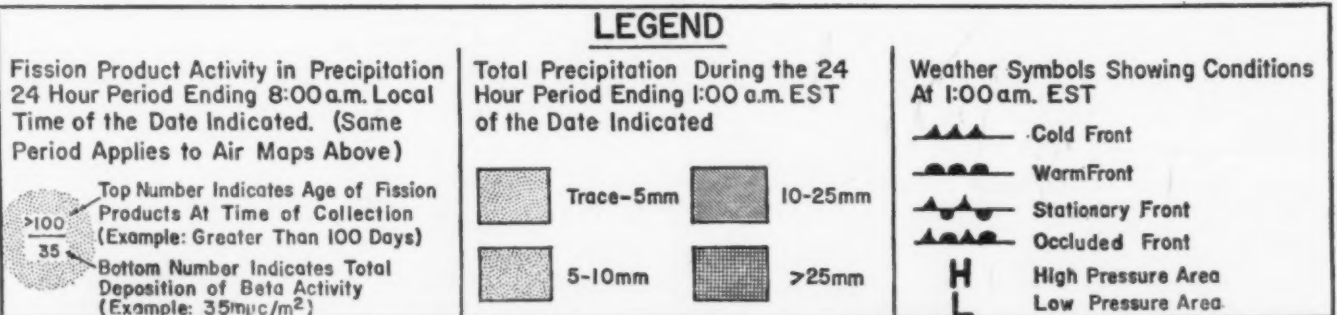 LEGEND
Fission Product Activity in Precipitation
24 Hour Period Ending 8:00 a.m. Local
Time of the Date Indicated. (Same
Period Applies to Air Maps Above)
>100
35
Top Number Indicates Age of Fission
Products At Time of Collection
(Example: Greater Than 100 Days)
Bottom Number Indicates Total
Deposition of Beta Activity
(Example: 35mμc/m²)
Total Precipitation During the 24
Hour Period Ending 1:00 a.m. EST
of the Date Indicated
Trace-5mm
10-25mm
5-10mm
>25mm
Weather Symbols Showing Conditions
At 1:00 am. EST
Cold Front
Warm Front
Stationary Front
Occluded Front
H High Pressure Area
L Low Pressure Area